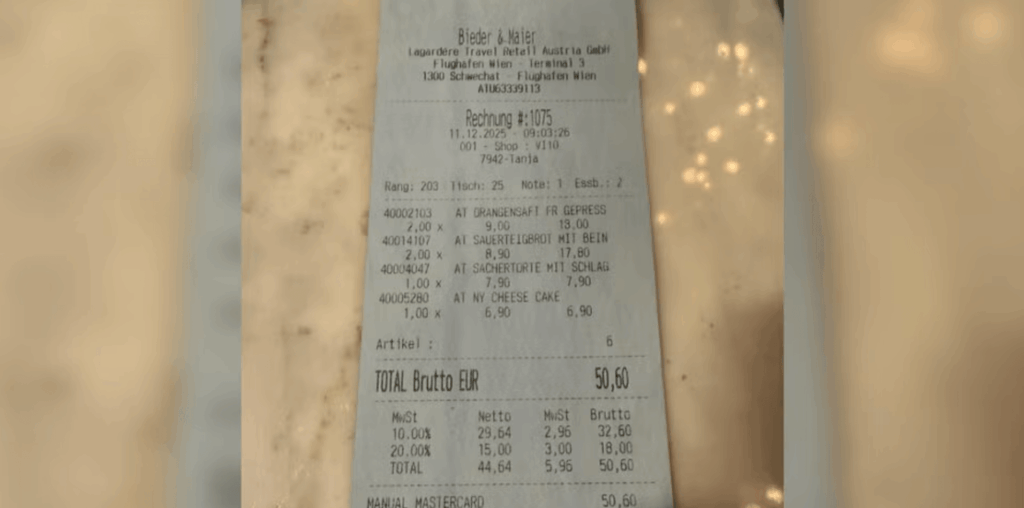 Bieder & Maier
Lagardère Travel Retail Austria GmbH
Flughafen Wien - Terminal 3
1300 Schwechat - Flughafen Wien
ATU63339113
Rechnung #:1075
11.12.2025 - 09:03:26
001 - Shop : VI10
7942-Tanja
Rang: 203 Tisch: 25 Note: 1 Essb.: 2
40002103 AT ORANGENSAFT FR GEPRESS
2,00 x 9,00 18,00
40014107 AT SAUERTEIGBROT MIT BEIN
2,00 x 8,90 17,80
40004047 AT SACHERTORTE MIT SCHLAG
1,00 x 7,90 7,90
40005280 AT NY CHEESE CAKE
1,00 x 6,90 6,90
Artikel : 6
TOTAL Brutto EUR 50,60
MwSt Netto MwSt Brutto
10.00% 29,64 2,96 32,60
20.00% 15,00 3,00 18,00
TOTAL 44,64 5,96 50,60
MANUAL MASTERCARD 50,60